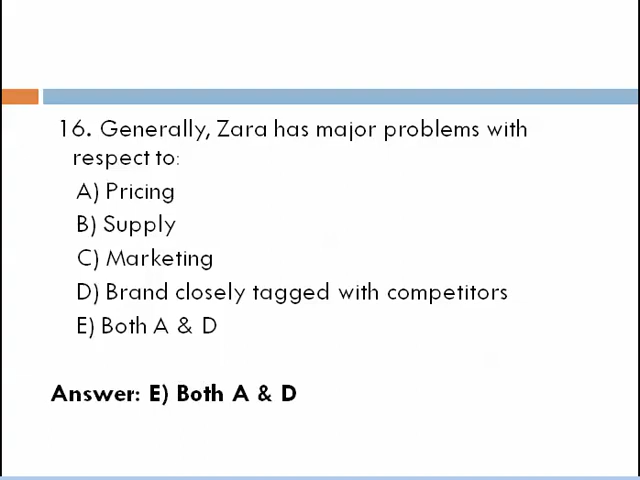 16. Generally, Zara has major problems with
respect to:
A) Pricing
B) Supply
C) Marketing
D) Brand closely tagged with competitors
E) Both A & D
Answer: E) Both A & D